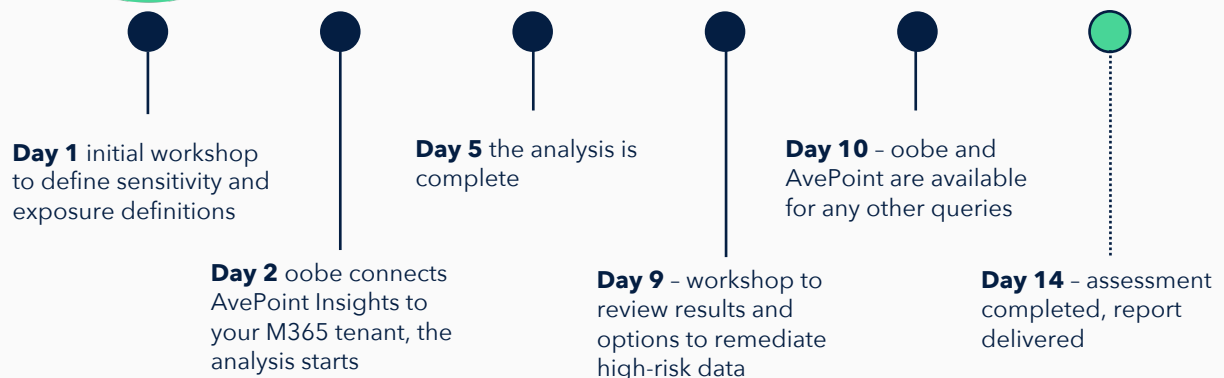 Day 1 initial workshop
to define sensitivity and
exposure definitions
Day 2 oobe connects
AvePoint Insights to
your M365 tenant, the
analysis starts
Day 5 the analysis is
complete
Day 9 – workshop to
review results and
options to remediate
high-risk data
Day 10 – oobe and
AvePoint are available
for any other queries
Day 14 – assessment
completed, report
delivered